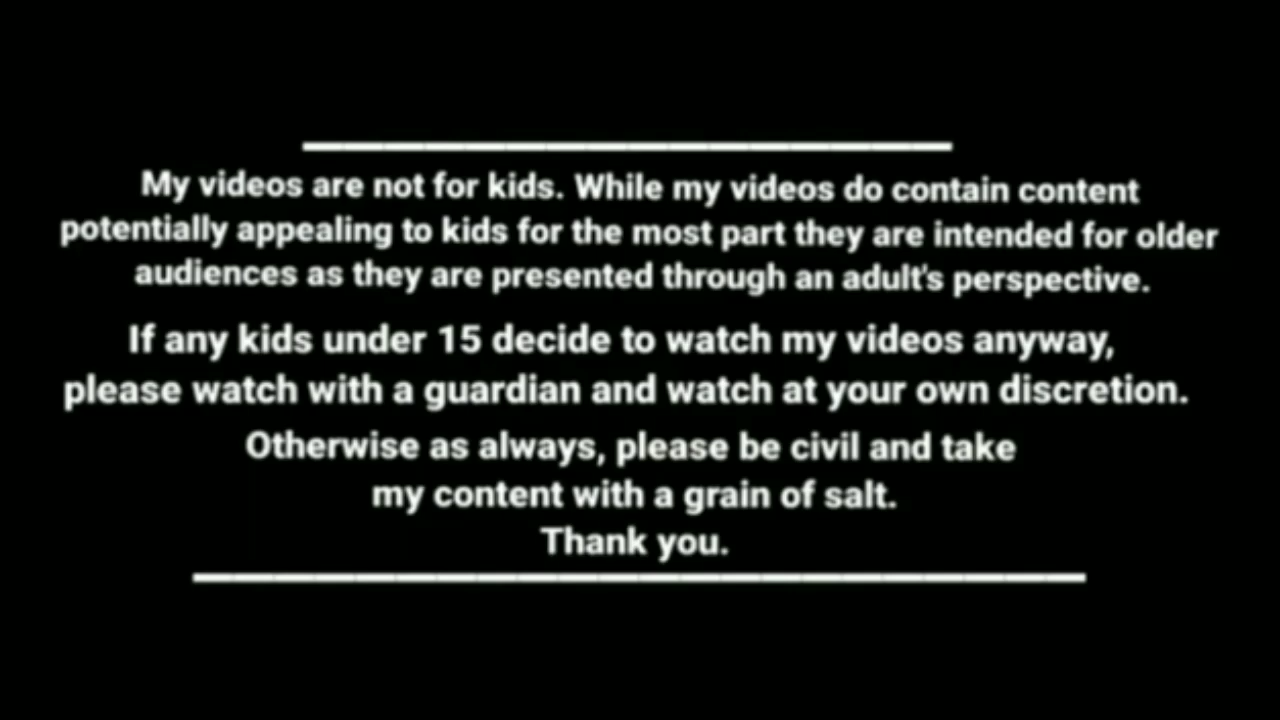 My videos are not for kids. While my videos do contain content
potentially appealing to kids for the most part they are intended for older
audiences as they are presented through an adult's perspective.
If any kids under 15 decide to watch my videos anyway,
please watch with a guardian and watch at your own discretion.
Otherwise as always, please be civil and take
my content with a grain of salt.
Thank you.